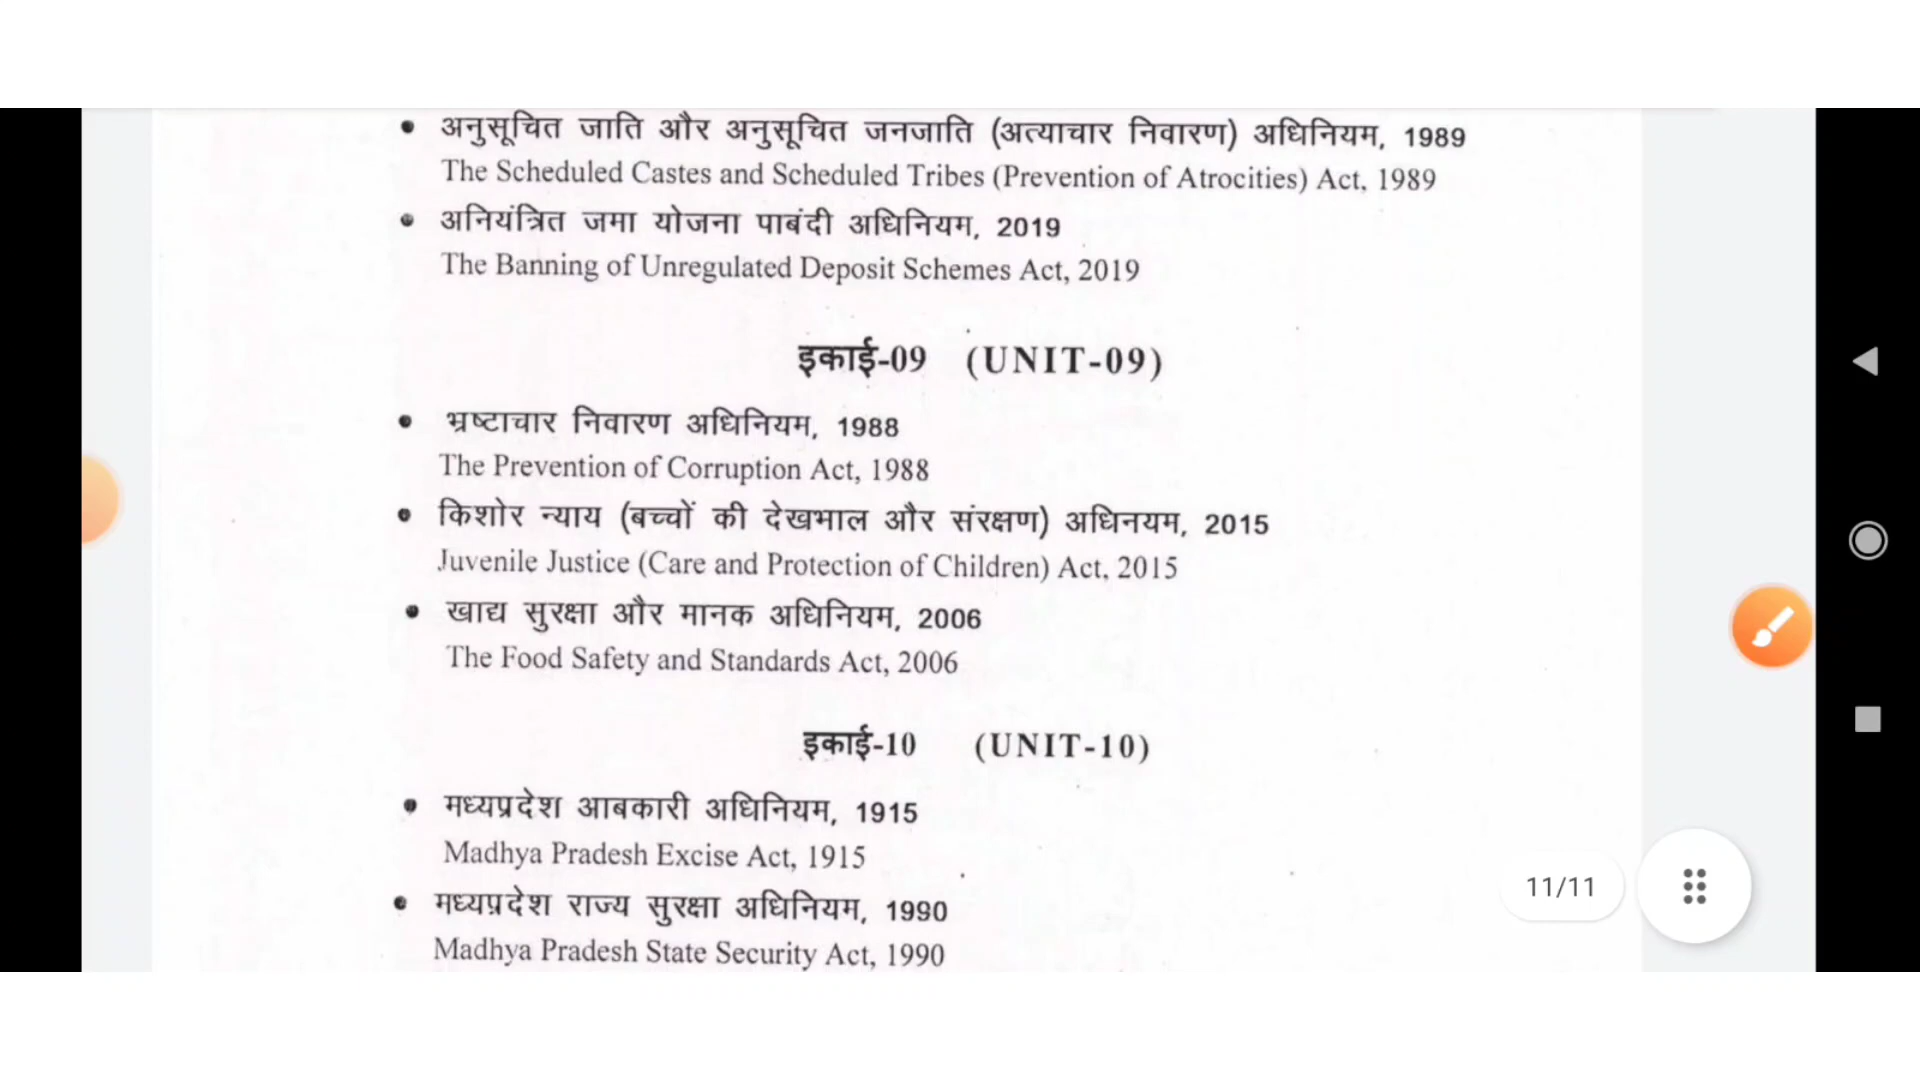 • अनुसूचित जाति और अनुसूचित जनजाति (अत्याचार निवारण) अधिनियम, 1989
The Scheduled Castes and Scheduled Tribes (Prevention of Atrocities) Act, 1989
• अनियंत्रित जमा योजना पाबंदी अधिनियम, 2019
The Banning of Unregulated Deposit Schemes Act, 2019
इकाई-09 (UNIT-09)
• भ्रष्टाचार निवारण अधिनियम, 1988
The Prevention of Corruption Act, 1988
• किशोर न्याय (बच्चों की देखभाल और संरक्षण) अधिनयम, 2015
Juvenile Justice (Care and Protection of Children) Act, 2015
• खाद्य सुरक्षा और मानक अधिनियम, 2006
The Food Safety and Standards Act, 2006
इकाई-10 (UNIT-10)
• मध्यप्रदेश आबकारी अधिनियम, 1915
Madhya Pradesh Excise Act, 1915
• मध्यप्रदेश राज्य सुरक्षा अधिनियम, 1990
Madhya Pradesh State Security Act, 1990
11/11